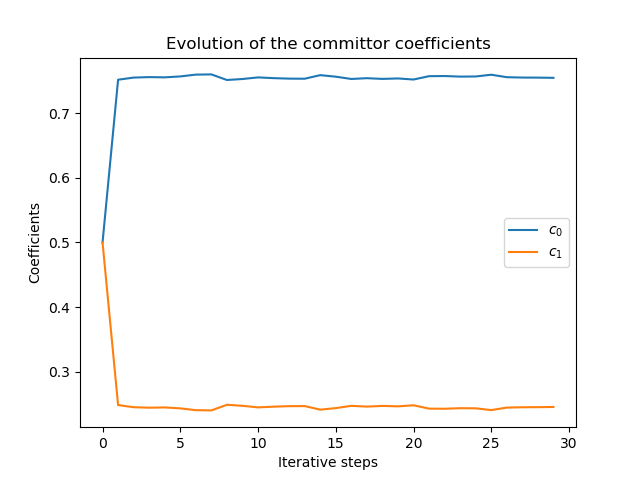 Evolution of the committor coefficients
0.7
0.6
0.5
0.4
0.3
Coefficients
c₀
c₁
0 5 10 15 20 25 30
Iterative steps